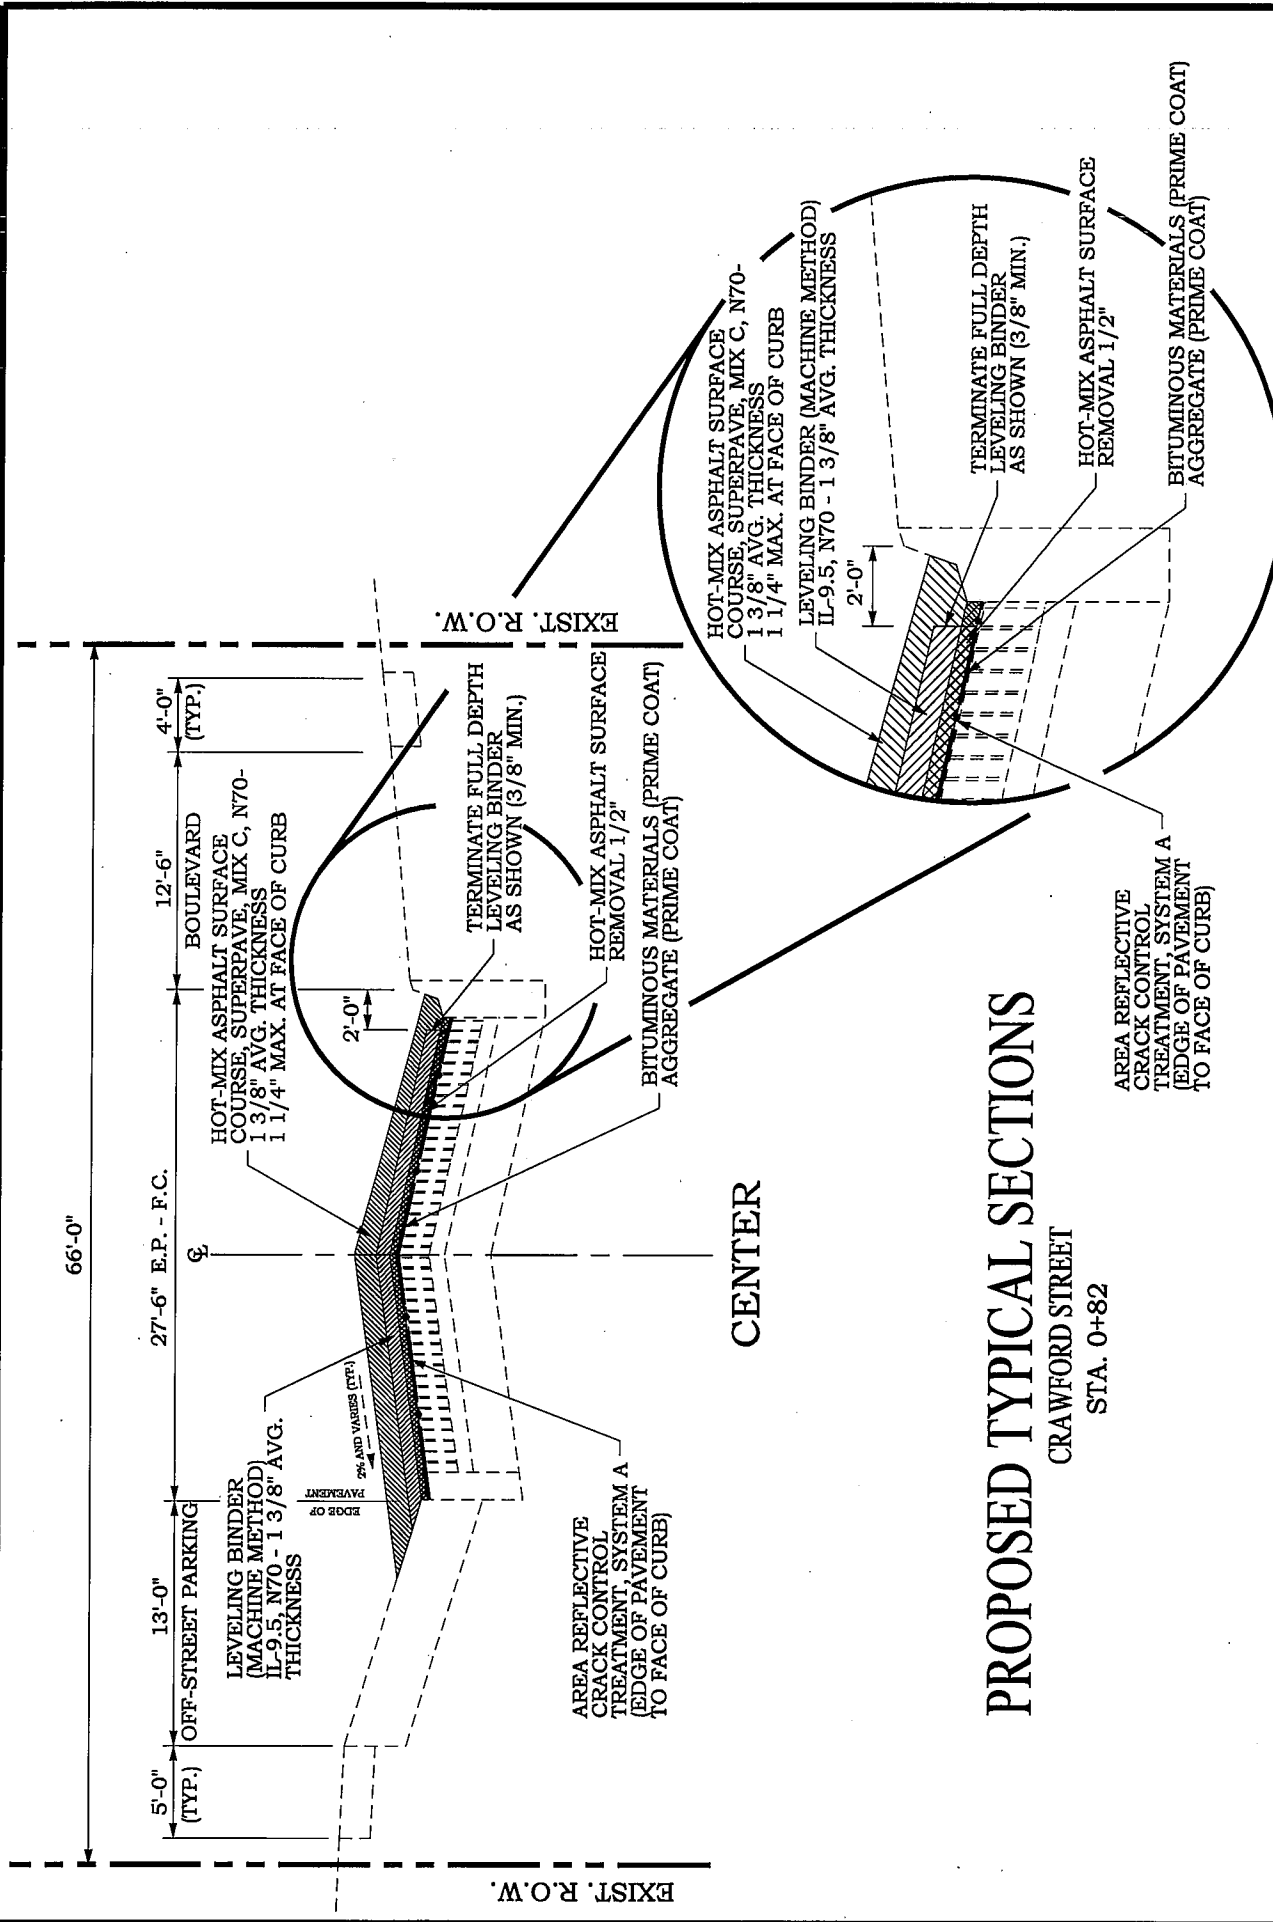 66'-0"
5'-0"
(TYP.)
13'-0"
OFF-STREET PARKING
27'-6" E.P. - F.C.
12'-6"
BOULEVARD
4'-0"
(TYP.)
CL
LEVELING BINDER
(MACHINE METHOD)
IL-9.5, N70 - 1 3/8" AVG.
THICKNESS
EDGE OF
PAVEMENT
2% AND VARIES (TYP.)
HOT-MIX ASPHALT SURFACE
COURSE, SUPERPAVE, MIX C, N70-
1 3/8" AVG. THICKNESS
1 1/4" MAX. AT FACE OF CURB
2'-0"
TERMINATE FULL DEPTH
LEVELING BINDER
AS SHOWN (3/8" MIN.)
HOT-MIX ASPHALT SURFACE
REMOVAL 1/2"
BITUMINOUS MATERIALS (PRIME COAT)
AGGREGATE (PRIME COAT)
AREA REFLECTIVE
CRACK CONTROL
TREATMENT, SYSTEM A
(EDGE OF PAVEMENT
TO FACE OF CURB)
EXIST. R.O.W.
EXIST. R.O.W.
CENTER
HOT-MIX ASPHALT SURFACE
COURSE, SUPERPAVE, MIX C, N70-
1 3/8" AVG. THICKNESS
1 1/4" MAX. AT FACE OF CURB
LEVELING BINDER (MACHINE METHOD)
IL-9.5, N70 - 1 3/8" AVG. THICKNESS
2'-0"
TERMINATE FULL DEPTH
LEVELING BINDER
AS SHOWN (3/8" MIN.)
HOT-MIX ASPHALT SURFACE
REMOVAL 1/2"
BITUMINOUS MATERIALS (PRIME COAT)
AGGREGATE (PRIME COAT)
AREA REFLECTIVE
CRACK CONTROL
TREATMENT, SYSTEM A
(EDGE OF PAVEMENT
TO FACE OF CURB)
PROPOSED TYPICAL SECTIONS
CRAWFORD STREET
STA. 0+82